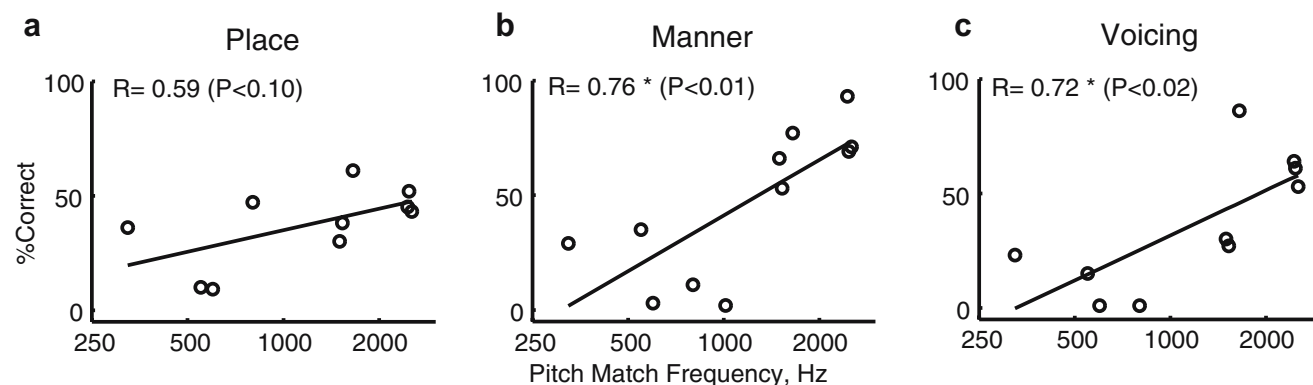 a Place
R= 0.59 (P<0.10)
100
50
0
%Correct
250 500 1000 2000
b Manner
R= 0.76 * (P<0.01)
100
50
0
250 500 1000 2000
Pitch Match Frequency, Hz
c Voicing
R= 0.72 * (P<0.02)
100
50
0
250 500 1000 2000